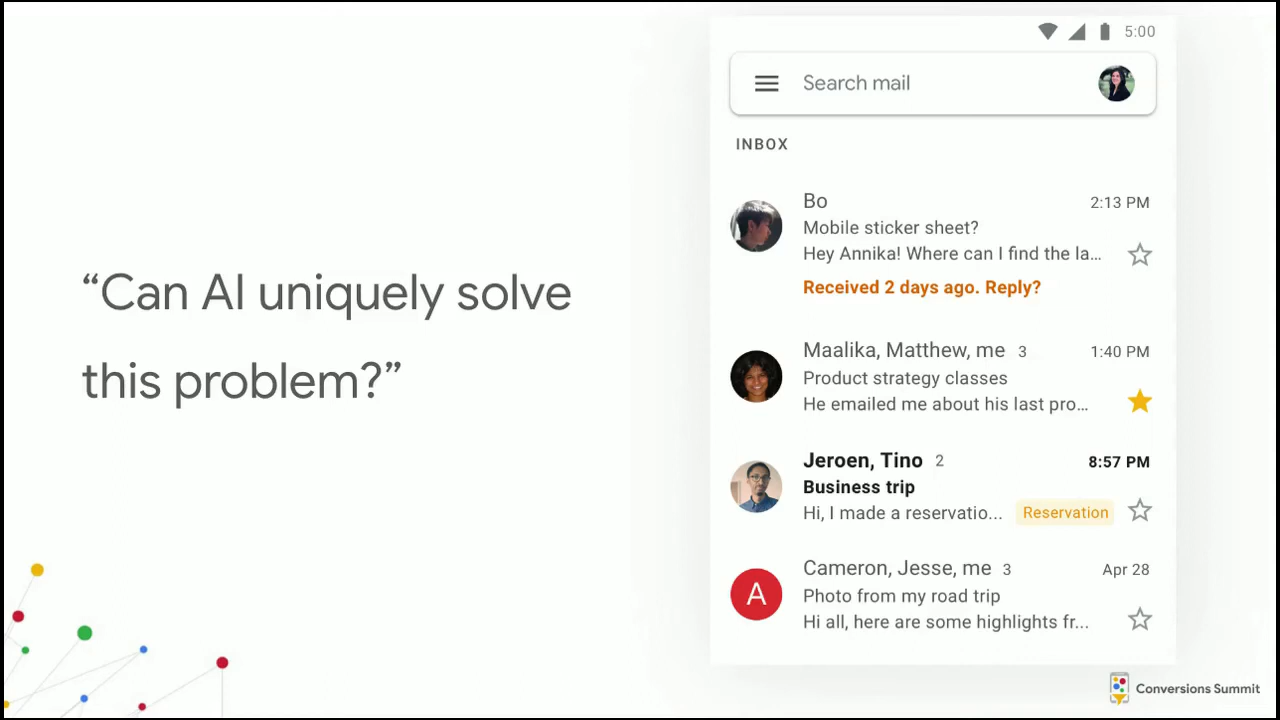 “Can AI uniquely solve
this problem?”
5:00
Search mail
INBOX
Bo 2:13 PM
Mobile sticker sheet?
Hey Annika! Where can I find the la...
Received 2 days ago. Reply?
Maalika, Matthew, me 3 1:40 PM
Product strategy classes
He emailed me about his last pro...
Jeroen, Tino 2 8:57 PM
Business trip
Hi, I made a reservatio... Reservation
A
Cameron, Jesse, me 3 Apr 28
Photo from my road trip
Hi all, here are some highlights fr...
Conversions Summit